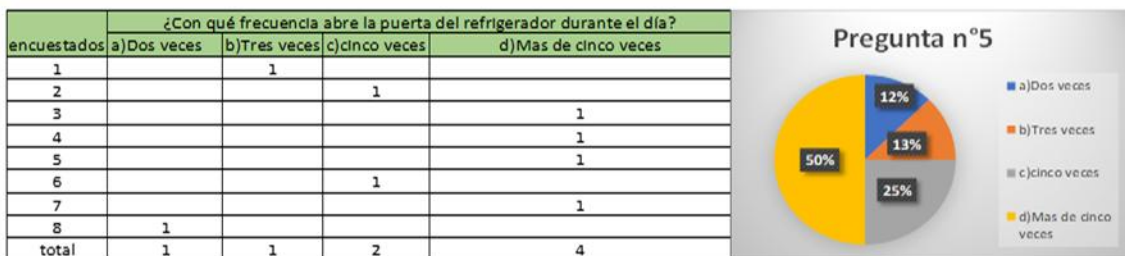 ¿Con qué frecuencia abre la puerta del refrigerador durante el día?
encuestados a)Dos veces b)Tres veces c)cinco veces d)Mas de cinco veces
1 1
2 1
3 1
4 1
5 1
6 1
7 1
8 1
total 1 1 2 4
Pregunta n°5
12%
13%
50%
25%
a)Dos veces
b)Tres veces
c)cinco veces
d)Mas de cinco
veces